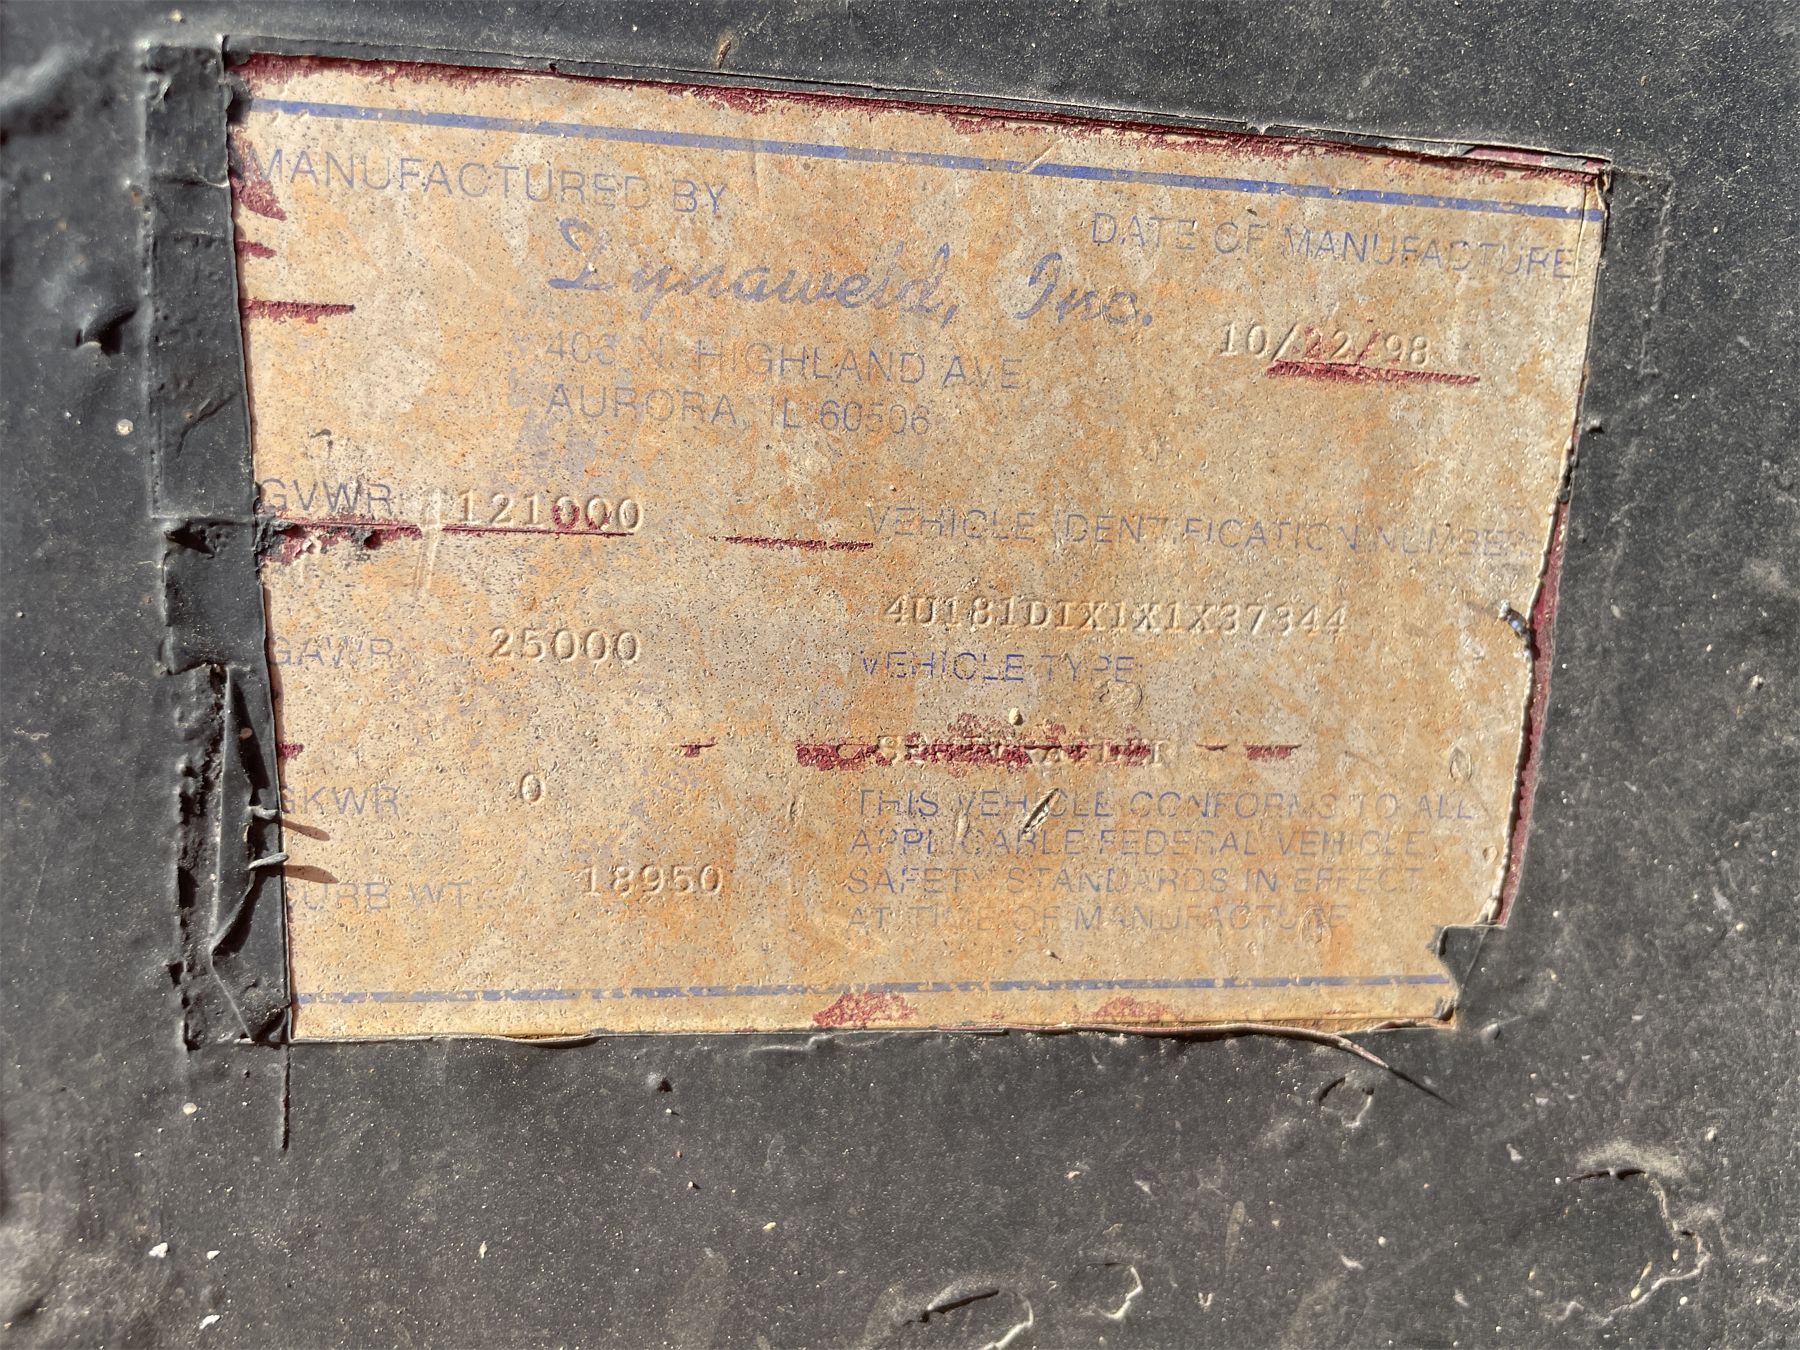 MANUFACTURED BY
DATE OF MANUFACTURE
Dynaweld, Inc.
10/22/98
403 N. HIGHLAND AVE
AURORA, IL 60506
GVWR 121000
VEHICLE IDENTIFICATION NUMBER
4U181DIX1X1X37344
GAWR 25000
VEHICLE TYPE
GKWR 0
THIS VEHICLE CONFORMS TO ALL
APPLICABLE FEDERAL VEHICLE
SAFETY STANDARDS IN EFFECT
AT TIME OF MANUFACTURE
CURB WT. 18950